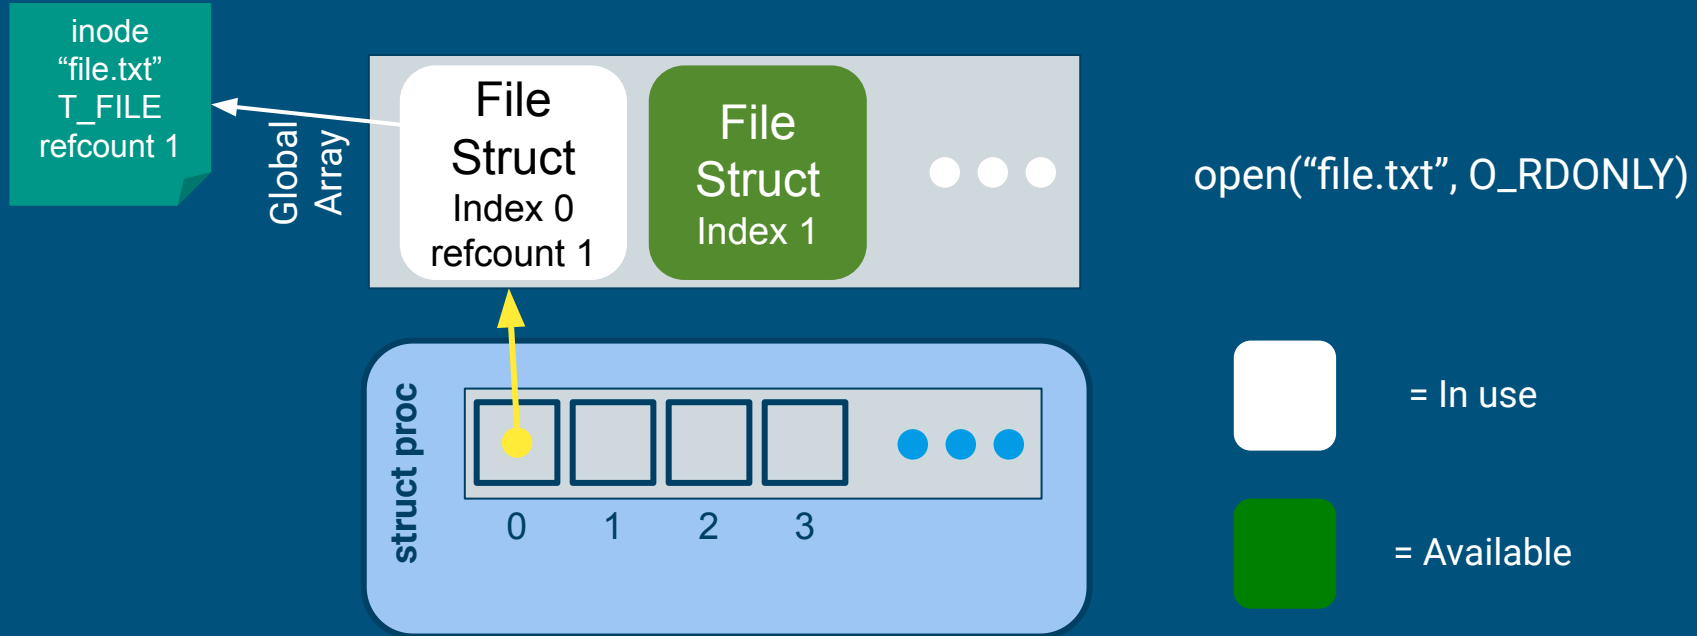 inode
“file.txt”
T_FILE
refcount 1
Global
Array
File
Struct
Index 0
refcount 1
File
Struct
Index 1
open(“file.txt”, O_RDONLY)
struct proc
0
1
2
3
= In use
= Available